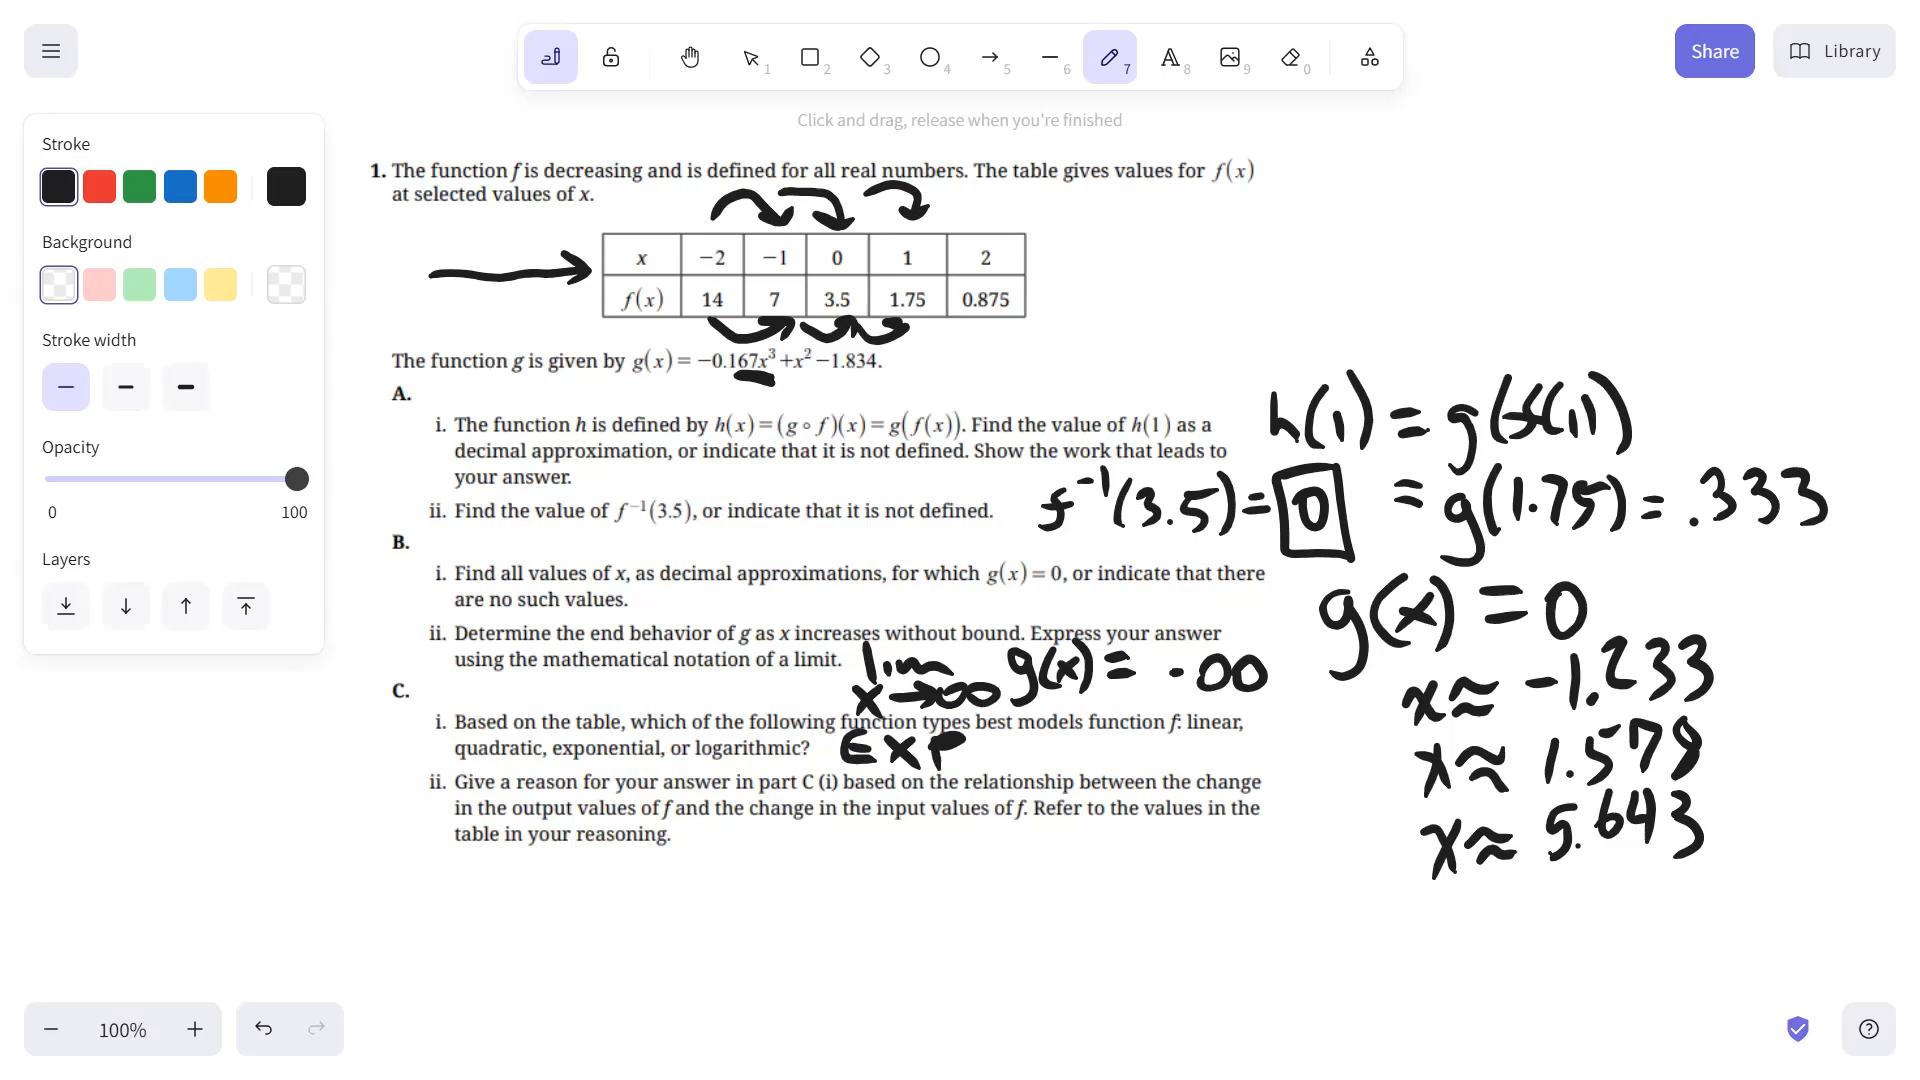 Share
Library
1
2
3
4
5
6
7
8
9
0
Click and drag, release when you're finished
Stroke
Background
Stroke width
Opacity
0
100
Layers
100%
1. The function f is decreasing and is defined for all real numbers. The table gives values for f(x)
at selected values of x.
x −2 −1 0 1 2
f(x) 14 7 3.5 1.75 0.875
The function g is given by g(x) = −0.167x³ + x² − 1.834.
A.
i. The function h is defined by h(x) = (g ∘ f)(x) = g(f(x)). Find the value of h(1) as a
decimal approximation, or indicate that it is not defined. Show the work that leads to
your answer.
ii. Find the value of f⁻¹(3.5), or indicate that it is not defined.
B.
i. Find all values of x, as decimal approximations, for which g(x) = 0, or indicate that there
are no such values.
ii. Determine the end behavior of g as x increases without bound. Express your answer
using the mathematical notation of a limit.
C.
i. Based on the table, which of the following function types best models function f: linear,
quadratic, exponential, or logarithmic?
ii. Give a reason for your answer in part C (i) based on the relationship between the change
in the output values of f and the change in the input values of f. Refer to the values in the
table in your reasoning.
h(1) = g(f(1))
= g(1.75) = .333
f⁻¹(3.5) = 0
g(x) = 0
x ≈ −1.233
x ≈ 1.578
x ≈ 5.643
lim g(x) = -∞
x→∞
EXP